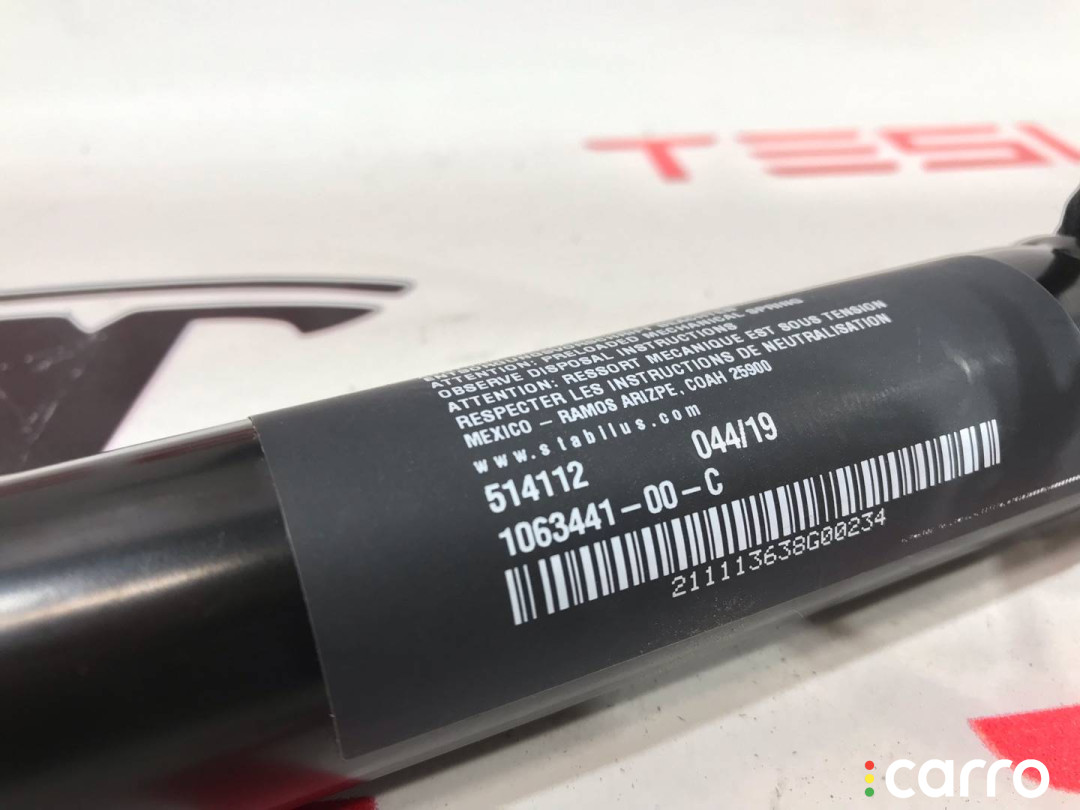 TESL
ATTENTION: PRELOADED MECHANICAL SPRING
OBSERVE DISPOSAL INSTRUCTIONS
ATTENTION: RESSORT MECANIQUE EST SOUS TENSION
RESPECTER LES INSTRUCTIONS DE NEUTRALISATION
MEXICO – RAMOS ARIZPE, COAH 25900
www.stabilus.com
514112 044/19
1063441-00-C
211113638G00234
carro